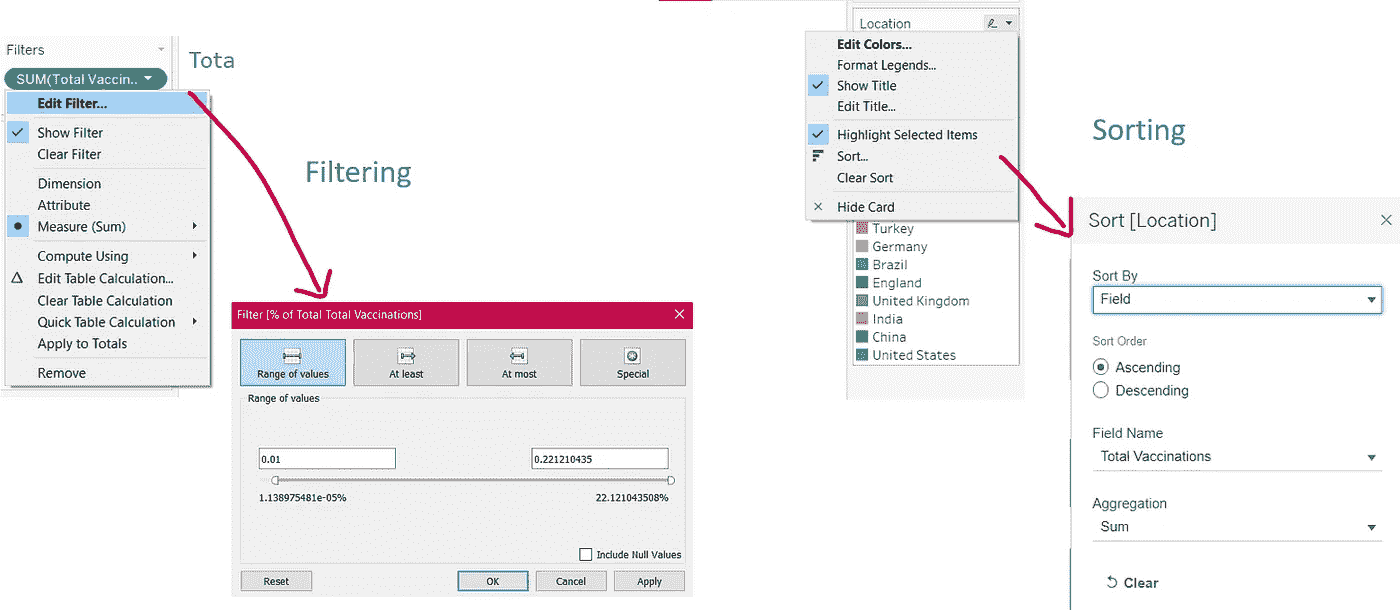 Filters
Tota
SUM(Total Vaccin..
Edit Filter...
Show Filter
Clear Filter
Dimension
Attribute
Measure (Sum)
Compute Using
Edit Table Calculation...
Clear Table Calculation
Quick Table Calculation
Apply to Totals
Remove
Filtering
Filter [% of Total Total Vaccinations]
Range of values
At least
At most
Special
Range of values
0.01
0.221210435
1.138975481e-05%
22.121043508%
Include Null Values
Reset
OK
Cancel
Apply
Location
Edit Colors...
Format Legends...
Show Title
Edit Title...
Highlight Selected Items
Sort...
Clear Sort
Hide Card
Turkey
Germany
Brazil
England
United Kingdom
India
China
United States
Sorting
Sort [Location]
Sort By
Field
Sort Order
Ascending
Descending
Field Name
Total Vaccinations
Aggregation
Sum
Clear